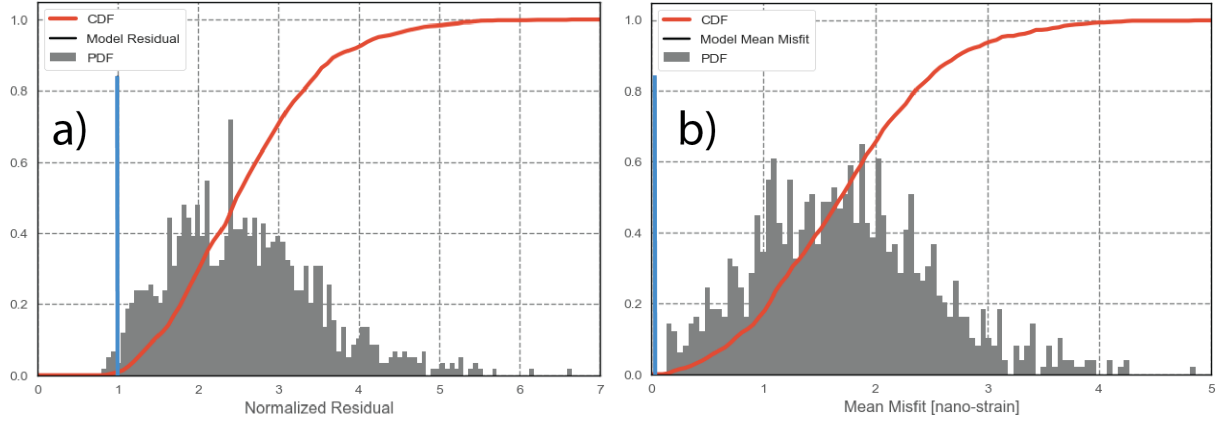 CDF
Model Residual
PDF
a)
1.0
0.8
0.6
0.4
0.2
0.0
0 1 2 3 4 5 6 7
Normalized Residual
CDF
Model Mean Misfit
PDF
b)
1.0
0.8
0.6
0.4
0.2
0.0
0 1 2 3 4 5
Mean Misfit [nano-strain]